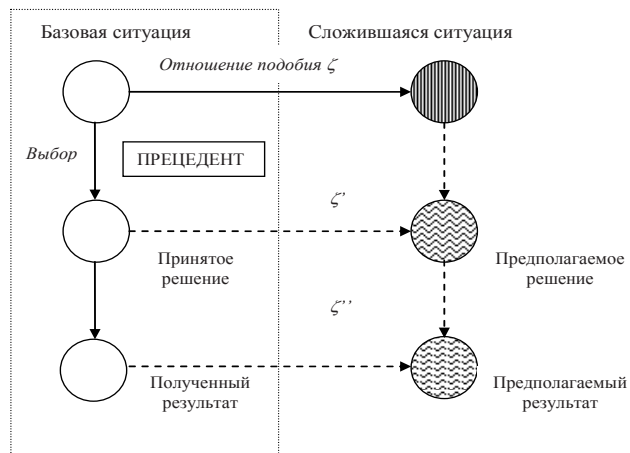 Базовая ситуация
Сложившаяся ситуация
Отношение подобия ζ
Выбор
ПРЕЦЕДЕНТ
ζ’
Принятое
решение
Предполагаемое
решение
ζ’’
Полученный
результат
Предполагаемый
результат